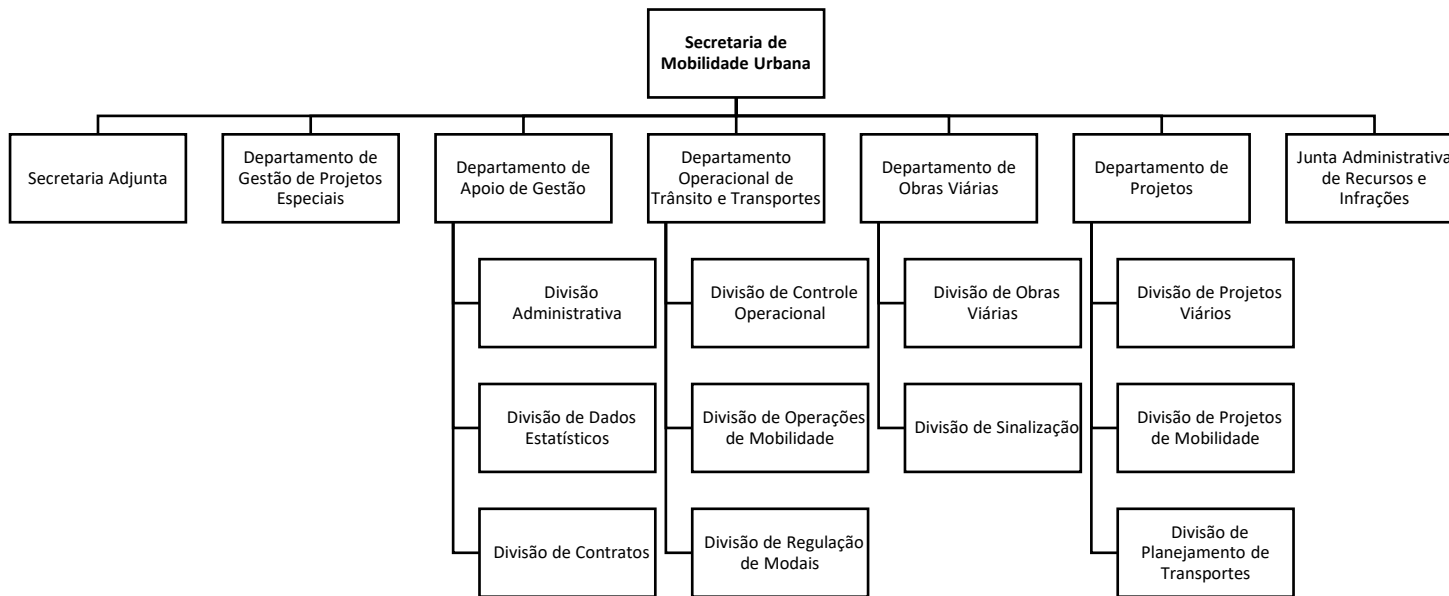 Secretaria de
Mobilidade Urbana
Secretaria Adjunta
Departamento de
Gestão de Projetos
Especiais
Departamento de
Apoio de Gestão
Departamento
Operacional de
Trânsito e Transportes
Departamento de
Obras Viárias
Departamento de
Projetos
Junta Administrativa
de Recursos e
Infrações
Divisão
Administrativa
Divisão de Controle
Operacional
Divisão de Obras
Viárias
Divisão de Projetos
Viários
Divisão de Dados
Estatísticos
Divisão de Operações
de Mobilidade
Divisão de Sinalização
Divisão de Projetos
de Mobilidade
Divisão de Contratos
Divisão de Regulação
de Modais
Divisão de
Planejamento de
Transportes